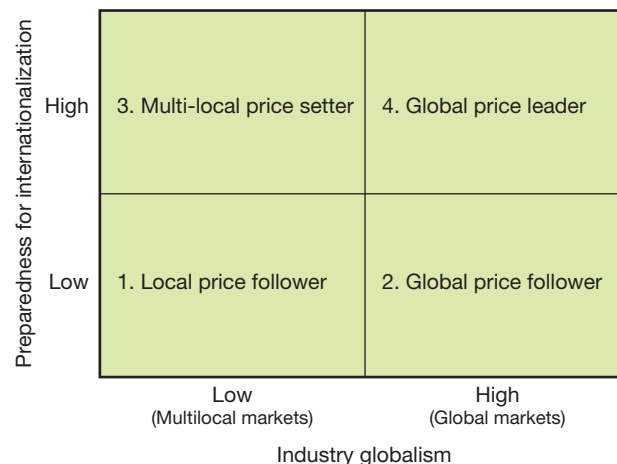 Preparedness for internationalization
High
3. Multi-local price setter
4. Global price leader
Low
1. Local price follower
2. Global price follower
Low
(Multilocal markets)
High
(Global markets)
Industry globalism